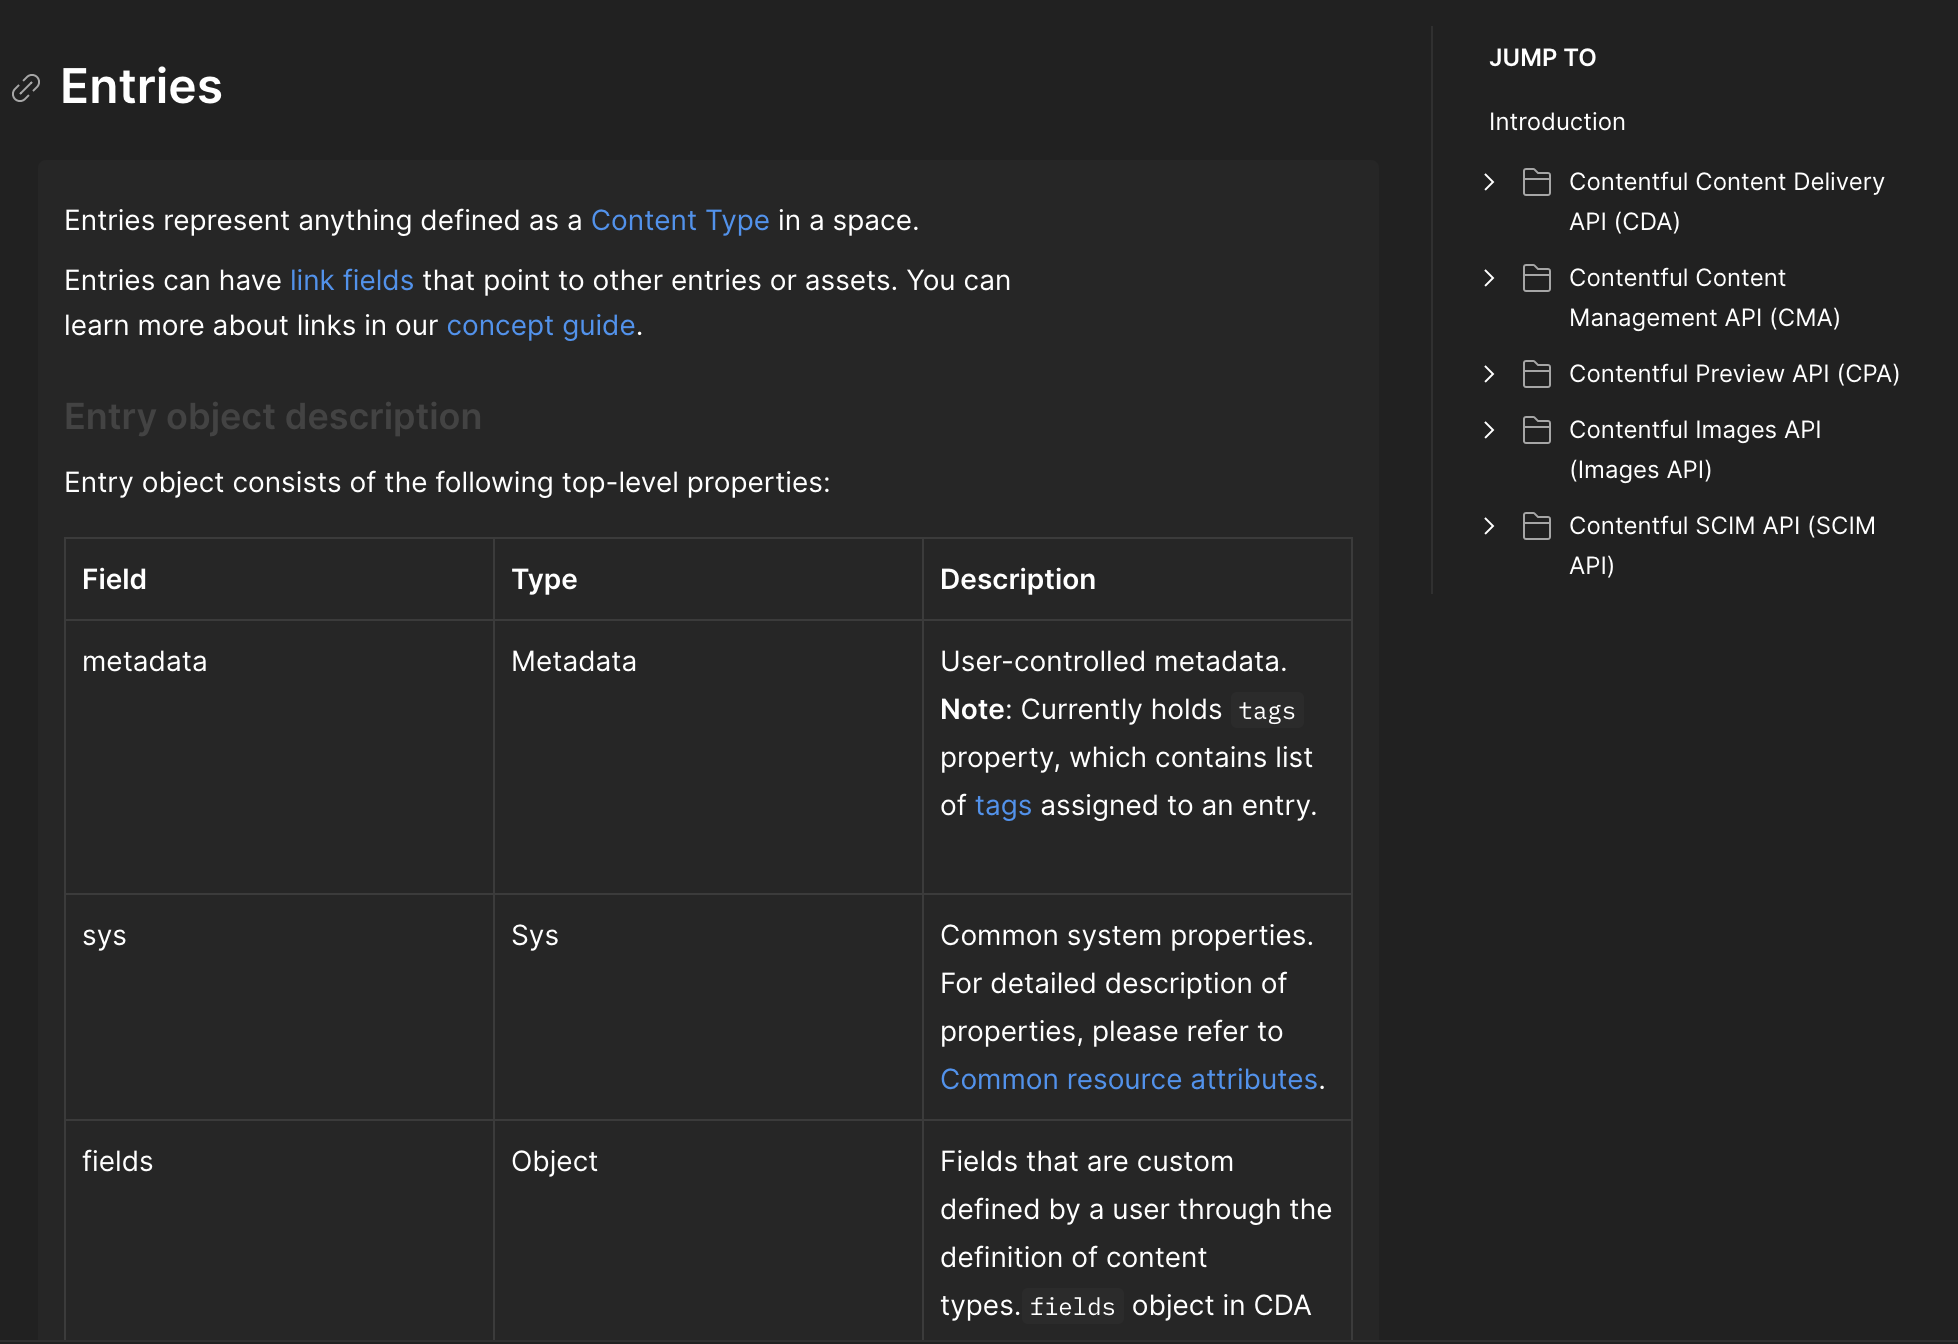 Entries
Entries represent anything defined as a Content Type in a space.
Entries can have link fields that point to other entries or assets. You can
learn more about links in our concept guide.
Entry object description
Entry object consists of the following top-level properties:
Field
Type
Description
metadata
Metadata
User-controlled metadata.
Note: Currently holds tags
property, which contains list
of tags assigned to an entry.
sys
Sys
Common system properties.
For detailed description of
properties, please refer to
Common resource attributes.
fields
Object
Fields that are custom
defined by a user through the
definition of content
types. fields object in CDA
JUMP TO
Introduction
Contentful Content Delivery
API (CDA)
Contentful Content
Management API (CMA)
Contentful Preview API (CPA)
Contentful Images API
(Images API)
Contentful SCIM API (SCIM
API)